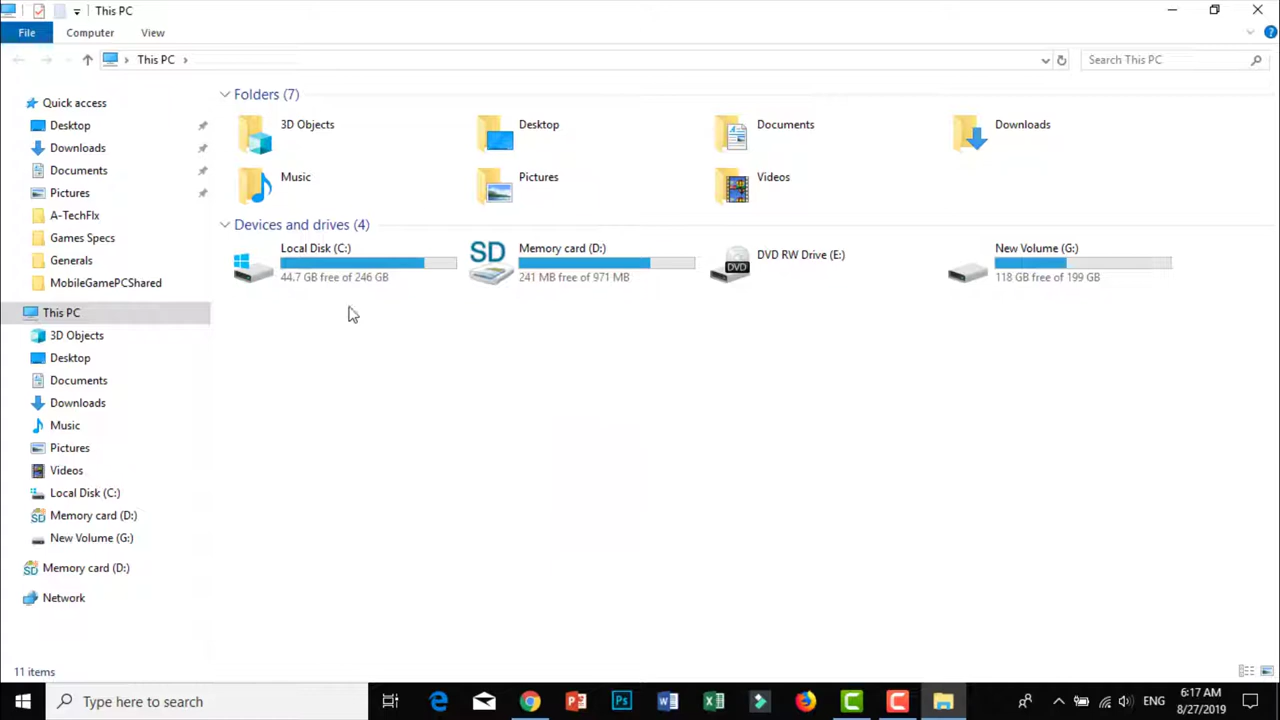 This PC
File Computer View
This PC
Search This PC
Quick access
Desktop
Downloads
Documents
Pictures
A-TechFlx
Games Specs
Generals
MobileGamePCShared
This PC
3D Objects
Desktop
Documents
Downloads
Music
Pictures
Videos
Local Disk (C:)
Memory card (D:)
New Volume (G:)
Memory card (D:)
Network
Folders (7)
3D Objects
Desktop
Documents
Downloads
Music
Pictures
Videos
Devices and drives (4)
Local Disk (C:)
44.7 GB free of 246 GB
SD
Memory card (D:)
241 MB free of 971 MB
DVD
DVD RW Drive (E:)
New Volume (G:)
118 GB free of 199 GB
11 items
Type here to search
ENG
6:17 AM
8/27/2019